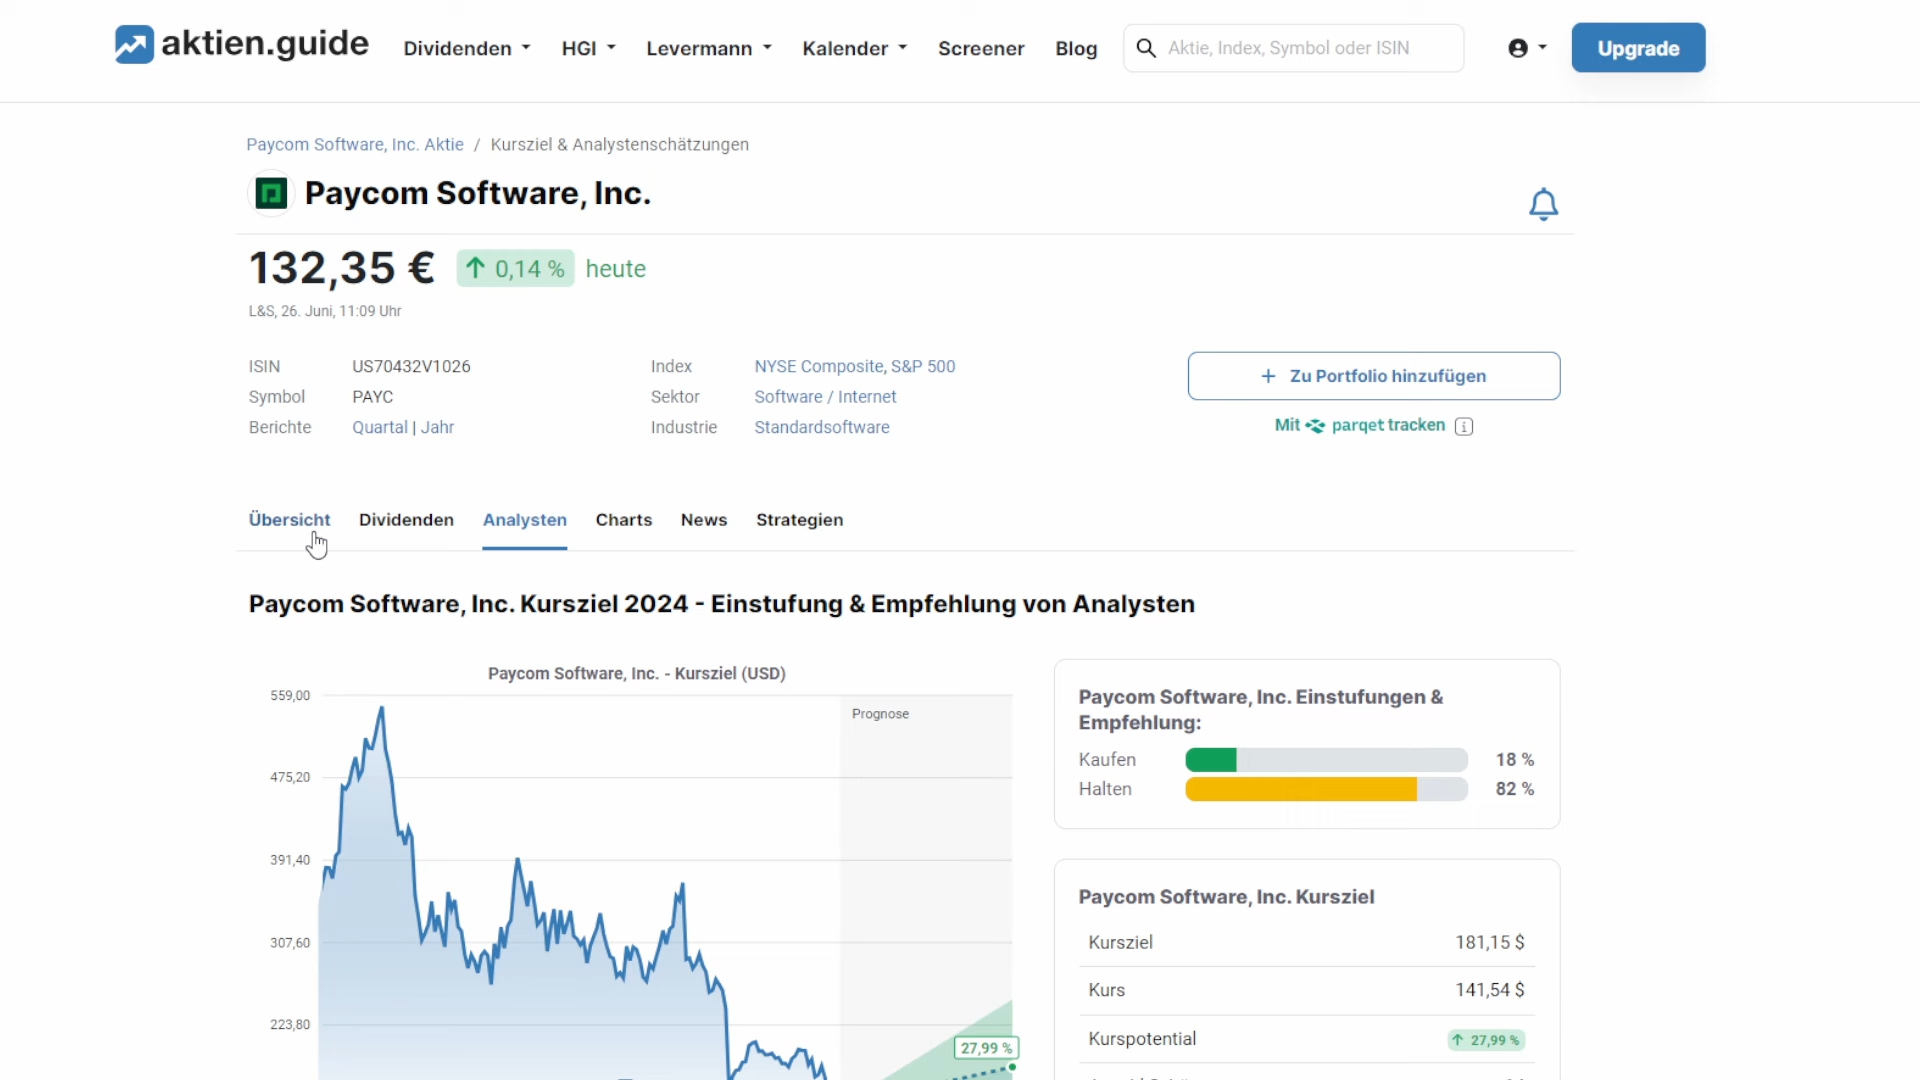 aktien.guide
Dividenden HGI Levermann Kalender Screener Blog
Aktie, Index, Symbol oder ISIN
Upgrade
Paycom Software, Inc. Aktie / Kursziel & Analystenschätzungen
Paycom Software, Inc.
132,35 € 0,14 % heute
L&S, 26. Juni, 11:09 Uhr
ISIN US70432V1026 Index NYSE Composite, S&P 500
Symbol PAYC Sektor Software / Internet
Berichte Quartal | Jahr Industrie Standardsoftware
+ Zu Portfolio hinzufügen
Mit parqet tracken i
Übersicht Dividenden Analysten Charts News Strategien
Paycom Software, Inc. Kursziel 2024 - Einstufung & Empfehlung von Analysten
Paycom Software, Inc. - Kursziel (USD)
559,00
475,20
391,40
307,60
223,80
Prognose
27,99 %
Paycom Software, Inc. Einstufungen &
Empfehlung:
Kaufen 18 %
Halten 82 %
Paycom Software, Inc. Kursziel
Kursziel 181,15 $
Kurs 141,54 $
Kurspotential 27,99 %